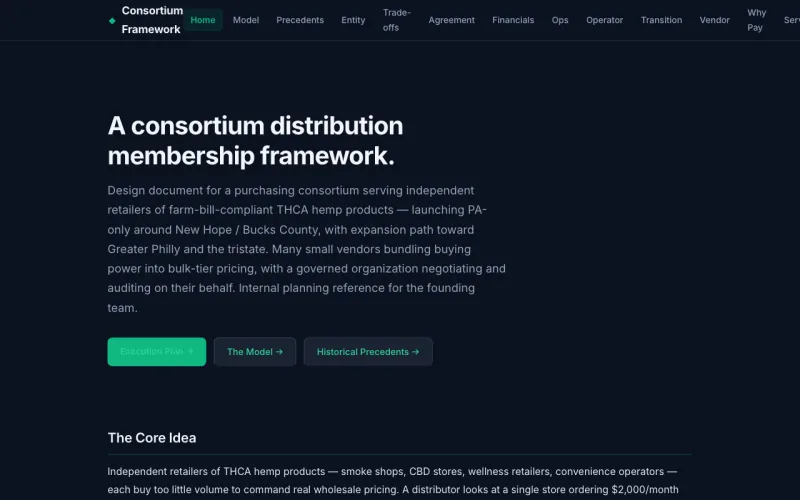 Consortium Framework
Home
Model
Precedents
Entity
Trade-offs
Agreement
Financials
Ops
Operator
Transition
Vendor
Why Pay
A consortium distribution
membership framework.
Design document for a purchasing consortium serving independent
retailers of farm-bill-compliant THCA hemp products — launching PA-
only around New Hope / Bucks County, with expansion path toward
Greater Philly and the tristate. Many small vendors bundling buying
power into bulk-tier pricing, with a governed organization negotiating and
auditing on their behalf. Internal planning reference for the founding
team.
Execution Plan →
The Model →
Historical Precedents →
The Core Idea
Independent retailers of THCA hemp products — smoke shops, CBD stores, wellness retailers, convenience operators —
each buy too little volume to command real wholesale pricing. A distributor looks at a single store ordering $2,000/month